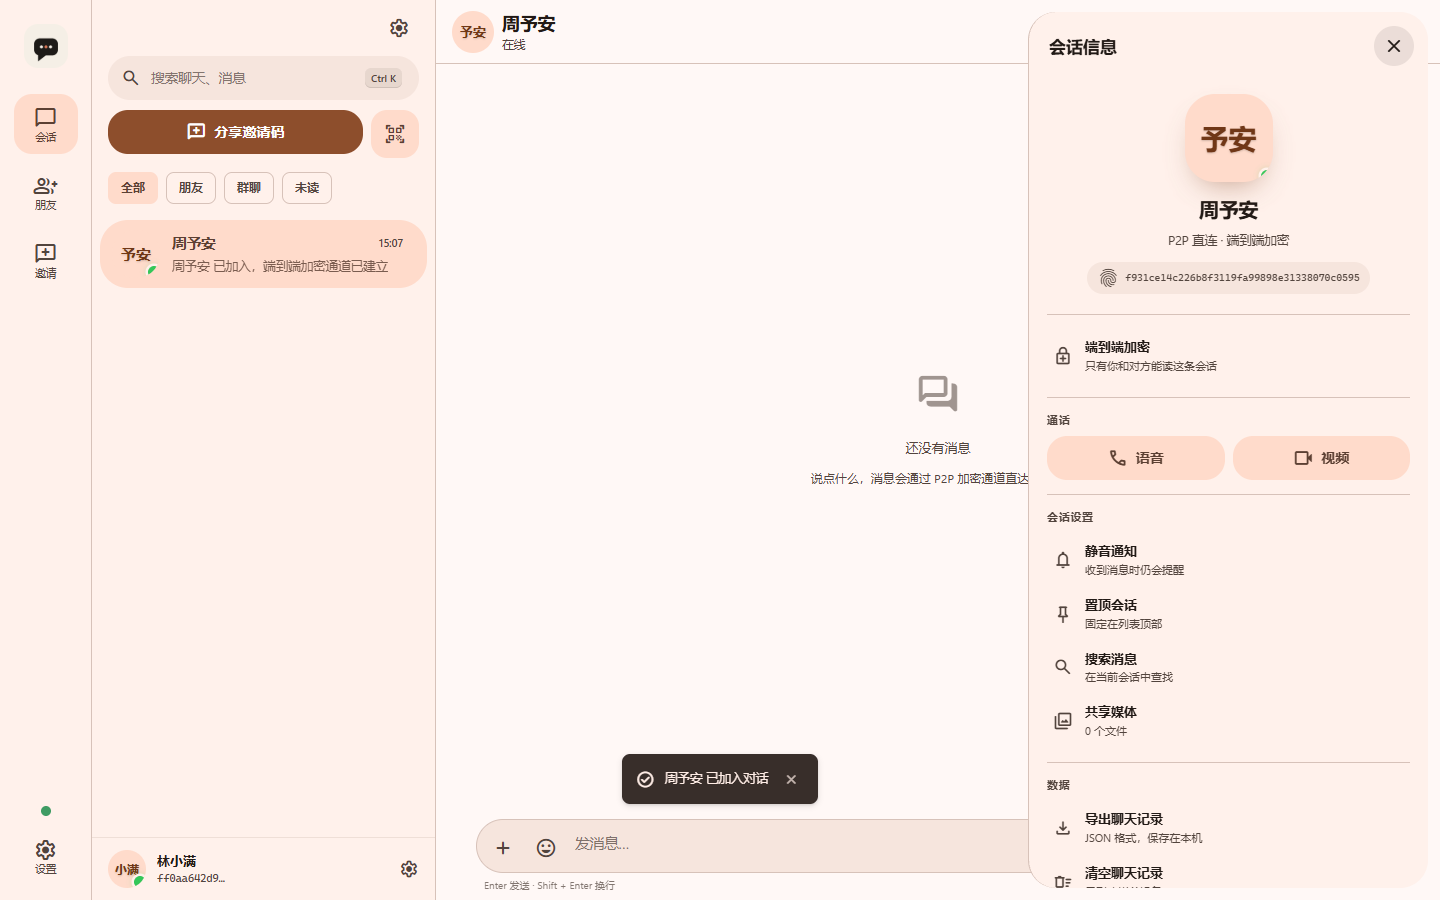 会话
朋友
邀请
设置
搜索聊天、消息
Ctrl K
分享邀请码
全部
朋友
群聊
未读
予安
周予安
15:07
周予安 已加入，端到端加密通道已建立
小满
林小满
ff0aa642d9…
予安
周予安
在线
还没有消息
说点什么，消息会通过 P2P 加密通道直达
周予安 已加入对话
发消息…
Enter 发送 · Shift + Enter 换行
会话信息
予安
周予安
P2P 直连 · 端到端加密
f931ce14c226b8f3119fa99898e31338070c0595
端到端加密
只有你和对方能读这条会话
通话
语音
视频
会话设置
静音通知
收到消息时仍会提醒
置顶会话
固定在列表顶部
搜索消息
在当前会话中查找
共享媒体
0 个文件
数据
导出聊天记录
JSON 格式，保存在本机
清空聊天记录